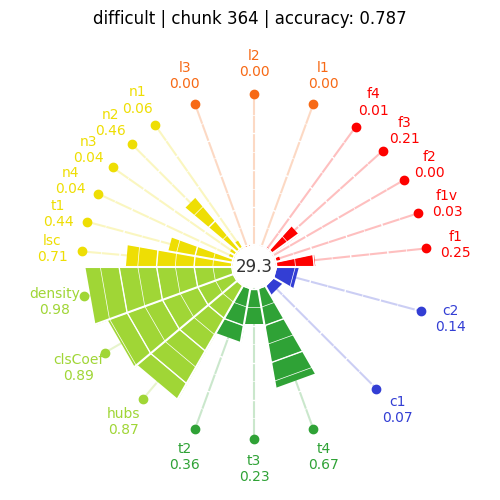 difficult | chunk 364 | accuracy: 0.787
l3
0.00
l2
0.00
l1
0.00
n1
0.06
f4
0.01
n2
0.46
f3
0.21
n3
0.04
f2
0.00
n4
0.04
f1v
0.03
t1
0.44
f1
0.25
lsc
0.71
29.3
density
0.98
c2
0.14
clsCoef
0.89
c1
0.07
hubs
0.87
t2
0.36
t3
0.23
t4
0.67